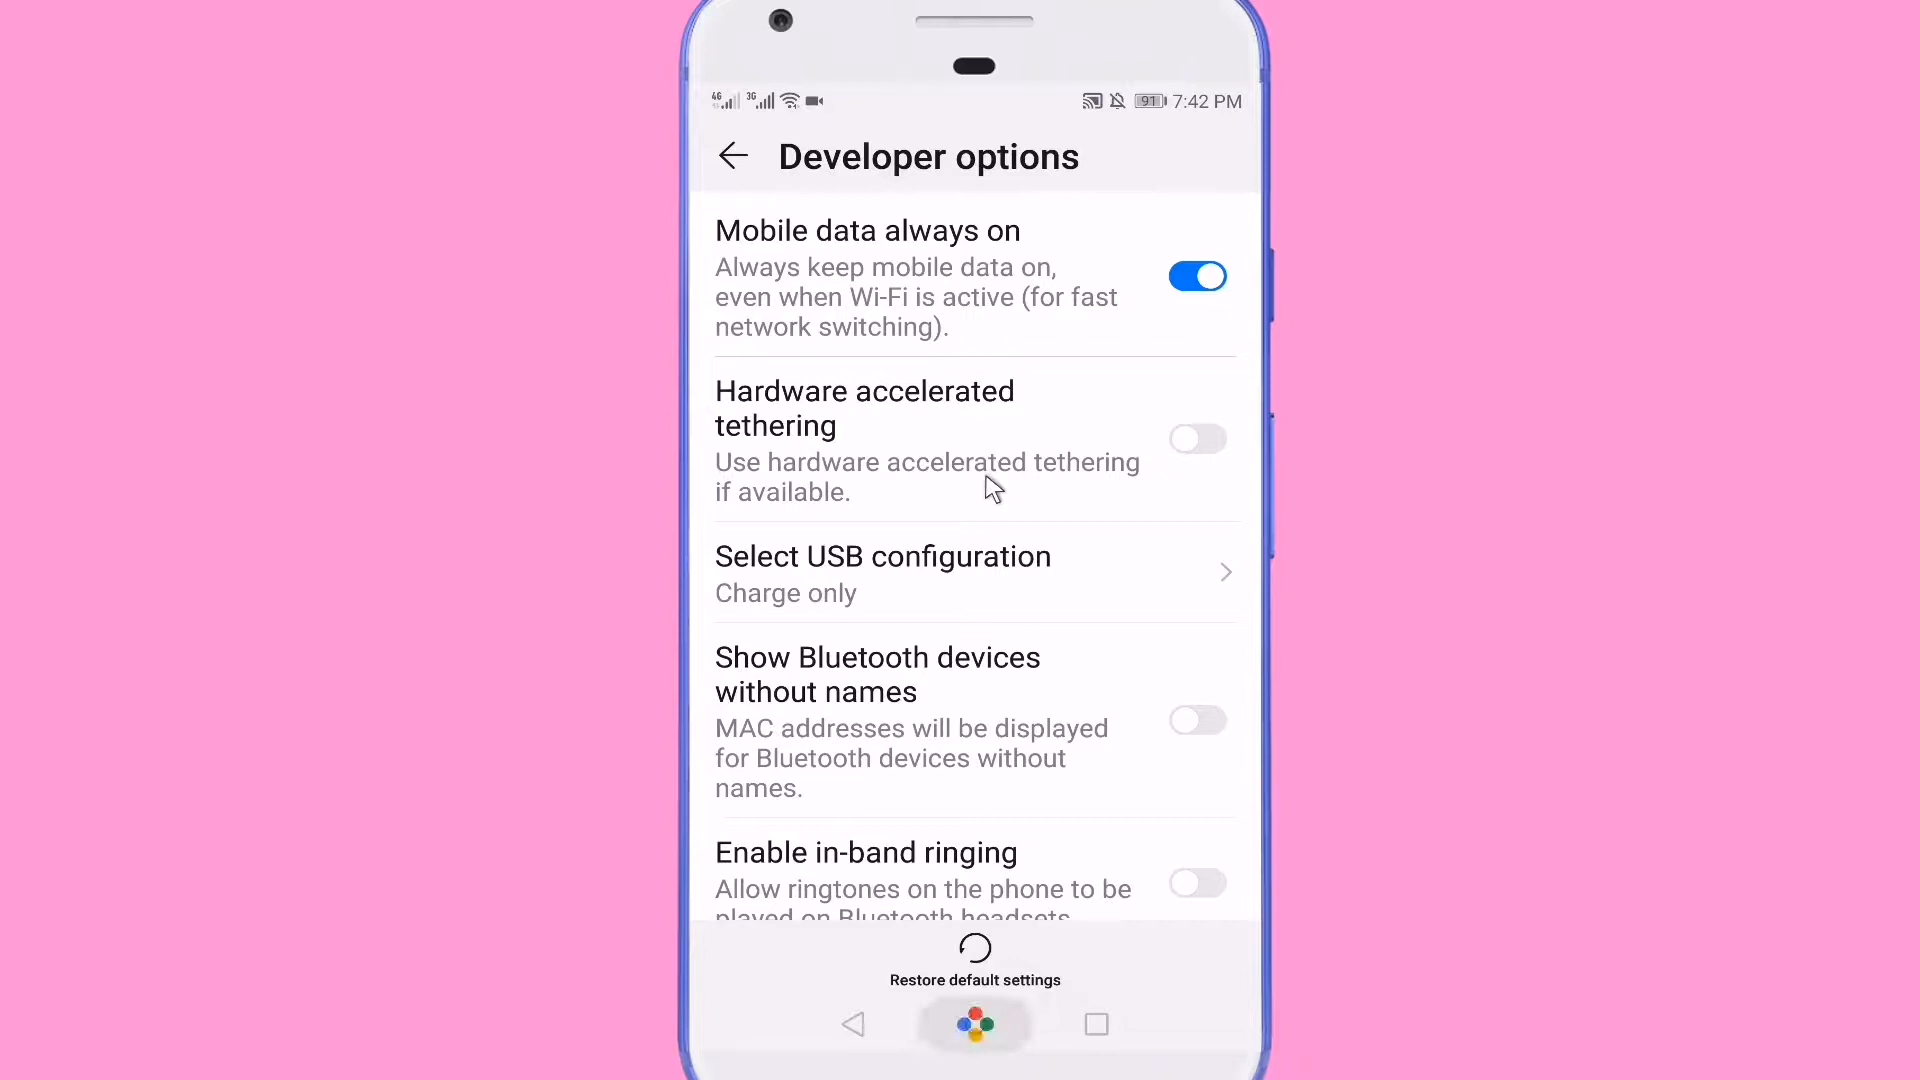 4G 3G 91 7:42 PM
Developer options
Mobile data always on
Always keep mobile data on,
even when Wi-Fi is active (for fast
network switching).
Hardware accelerated
tethering
Use hardware accelerated tethering
if available.
Select USB configuration
Charge only
Show Bluetooth devices
without names
MAC addresses will be displayed
for Bluetooth devices without
names.
Enable in-band ringing
Allow ringtones on the phone to be
played on Bluetooth headsets
Restore default settings